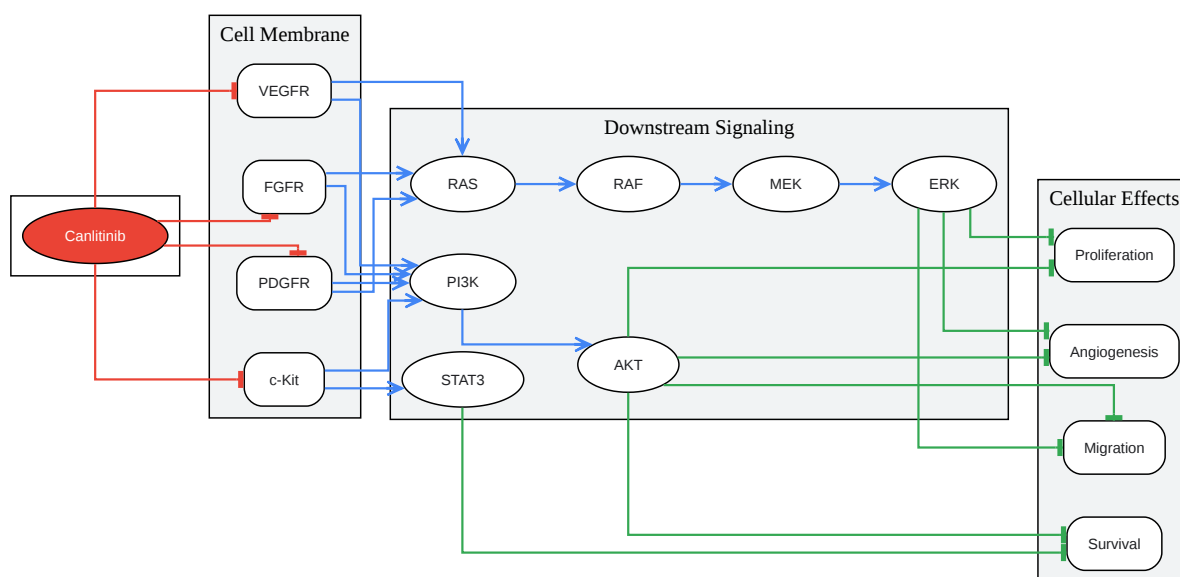 Cell Membrane
VEGFR
Downstream Signaling
FGFR
RAS
RAF
MEK
ERK
Cellular Effects
Canlitinib
Proliferation
PDGFR
PI3K
Angiogenesis
AKT
c-Kit
STAT3
Migration
Survival